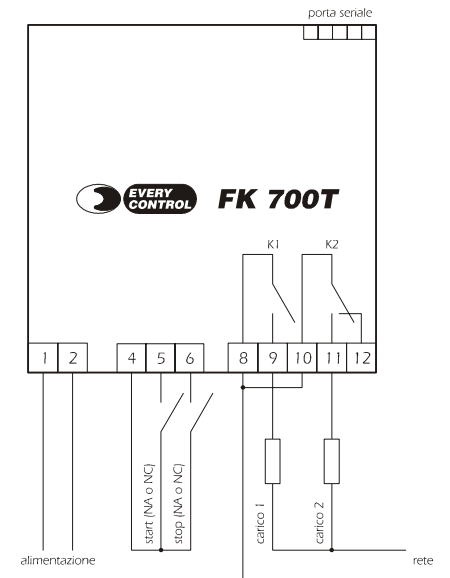 porta seriale
EVERY
CONTROL
FK 700T
K1 K2
1 2 4 5 6 8 9 10 11 12
start (NA o NC)
stop (NA o NC)
carico 1
carico 2
alimentazione
rete